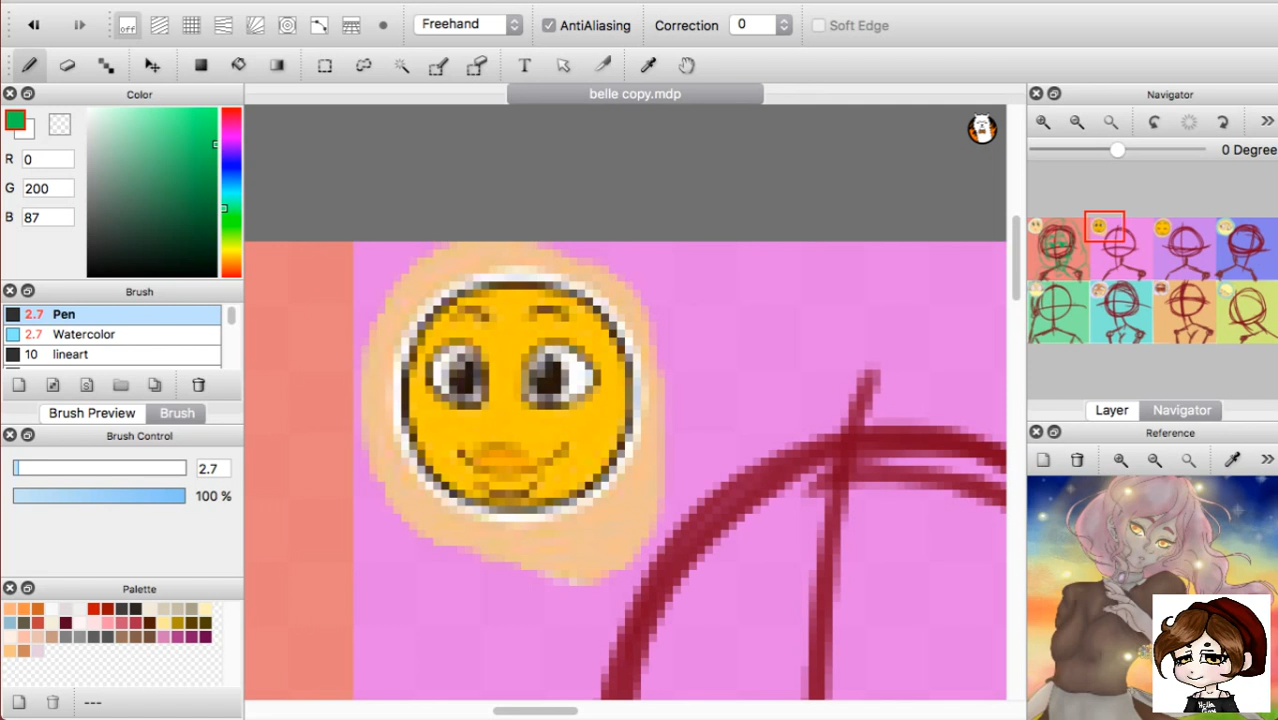 off
Freehand
AntiAliasing
Correction
0
Soft Edge
T
Color
belle copy.mdp
Navigator
R
0
G
200
B
87
0 Degree
Brush
2.7 Pen
2.7 Watercolor
10 lineart
Brush Preview
Brush
Layer
Navigator
Brush Control
Reference
2.7
100 %
Palette
---